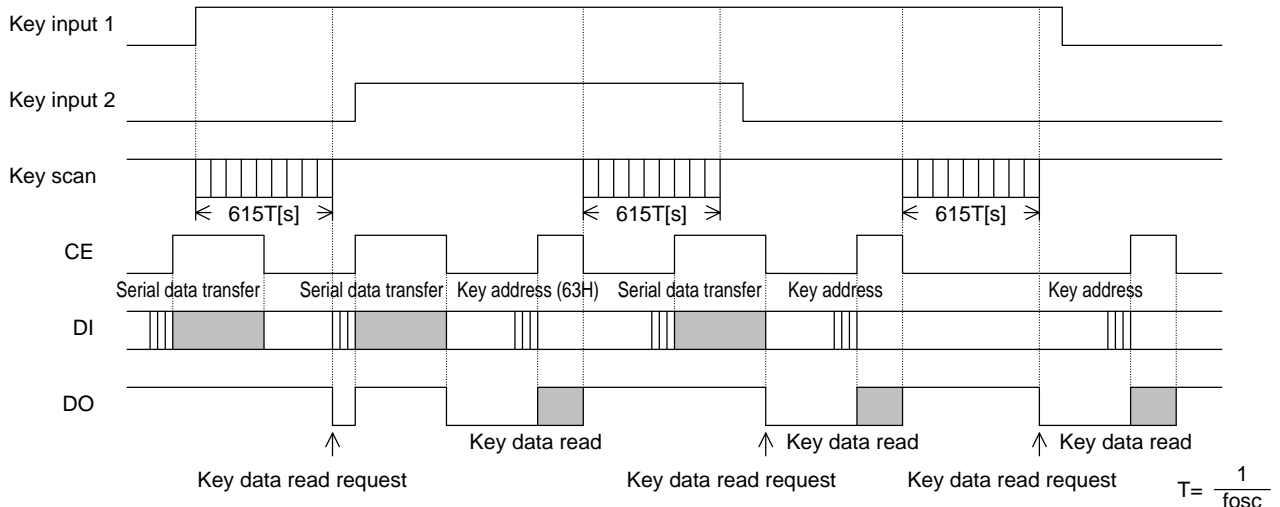 Key input 1
Key input 2
Key scan
615T[s] 615T[s] 615T[s]
CE
Serial data transfer Serial data transfer Key address (63H) Serial data transfer Key address Key address
DI
DO
Key data read Key data read Key data read
Key data read request Key data read request Key data read request
T= 1
fosc